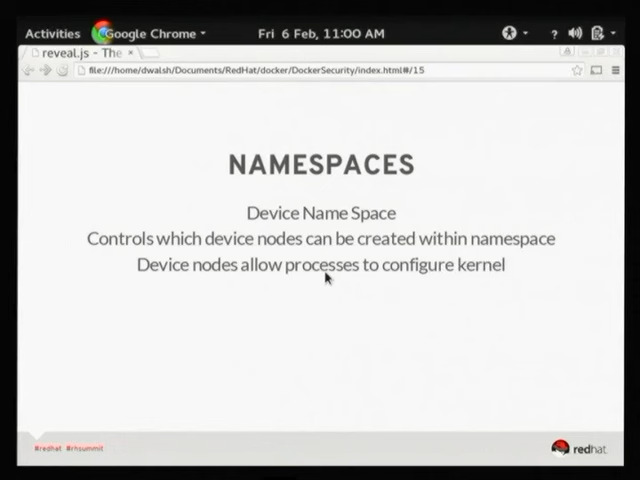 Activities Google Chrome Fri 6 Feb, 11:00 AM ?
reveal.js - The
file:///home/dwalsh/Documents/RedHat/docker/DockerSecurity/index.html#/15
NAMESPACES
Device Name Space
Controls which device nodes can be created within namespace
Device nodes allow processes to configure kernel
#redhat #rhsummit
redhat.